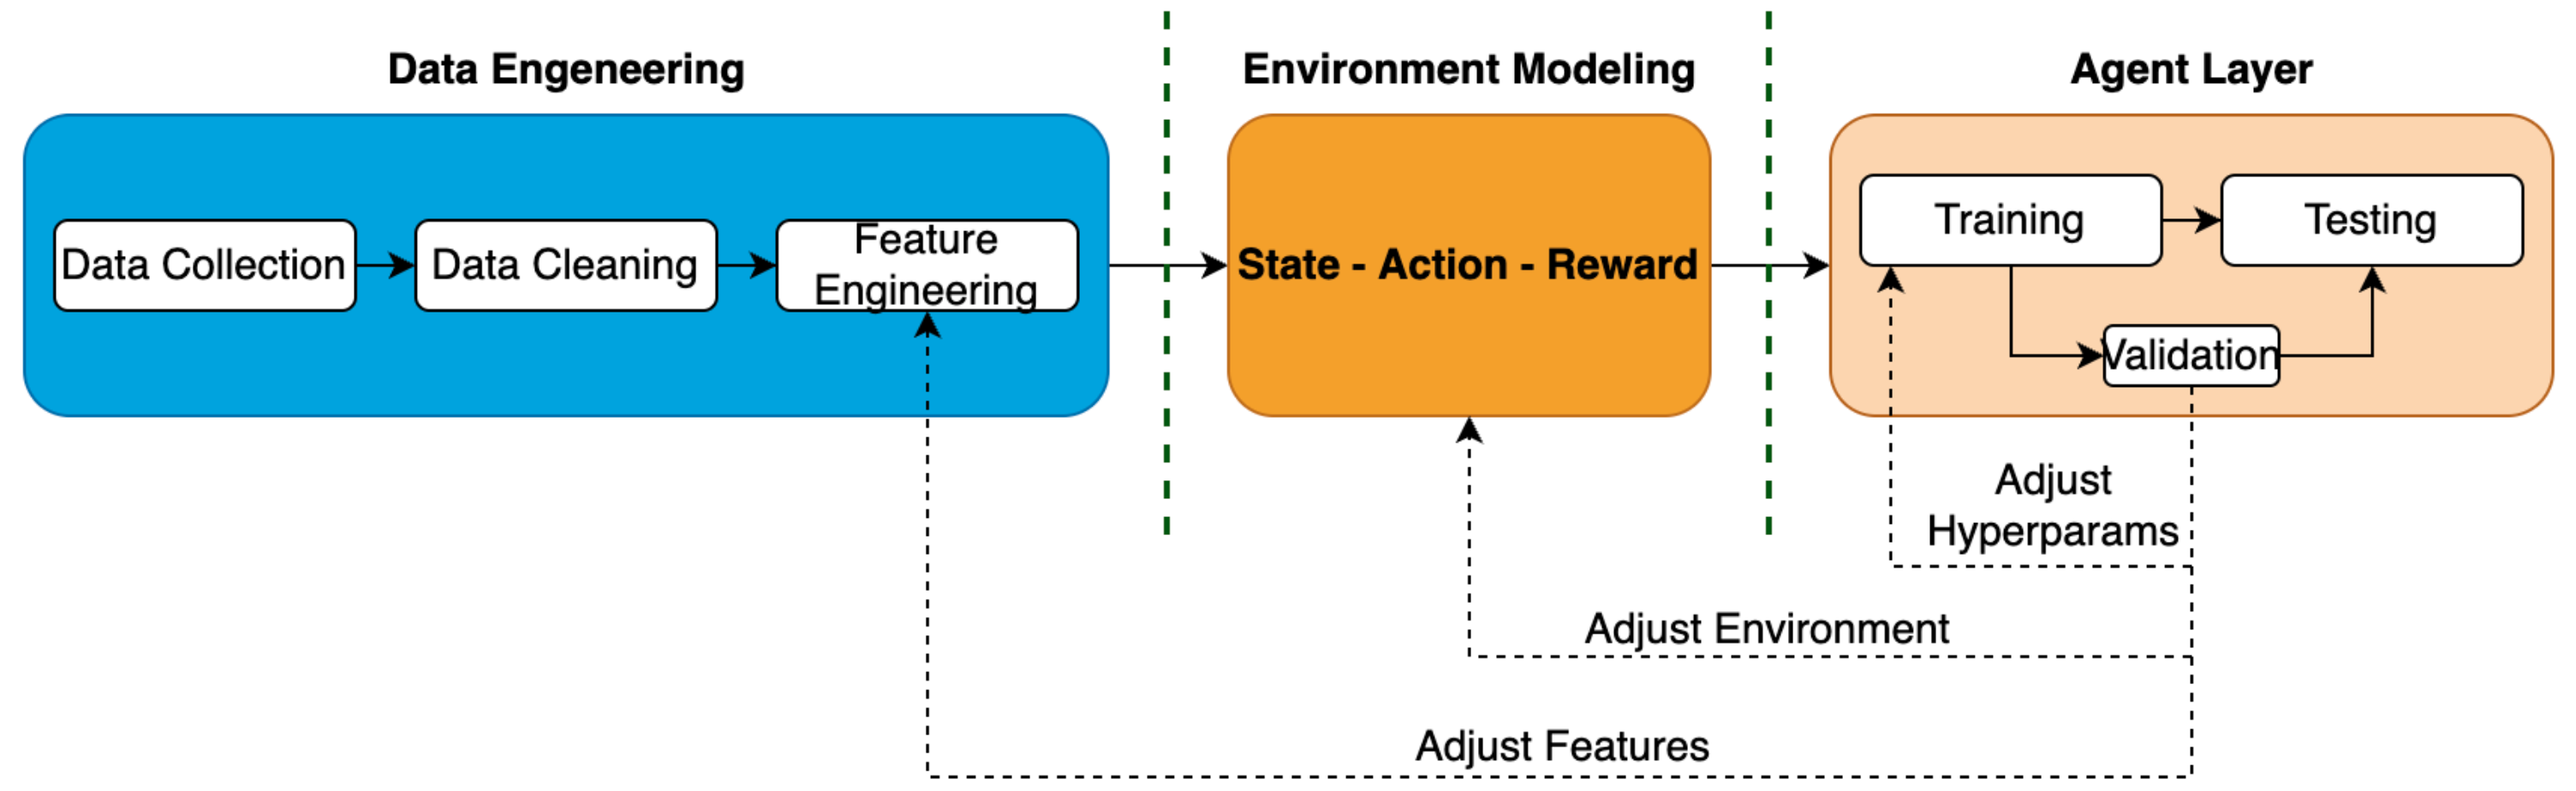 Data Engeneering
Environment Modeling
Agent Layer
Data Collection
Data Cleaning
Feature
Engineering
State - Action - Reward
Training
Testing
Validation
Adjust
Hyperparams
Adjust Environment
Adjust Features